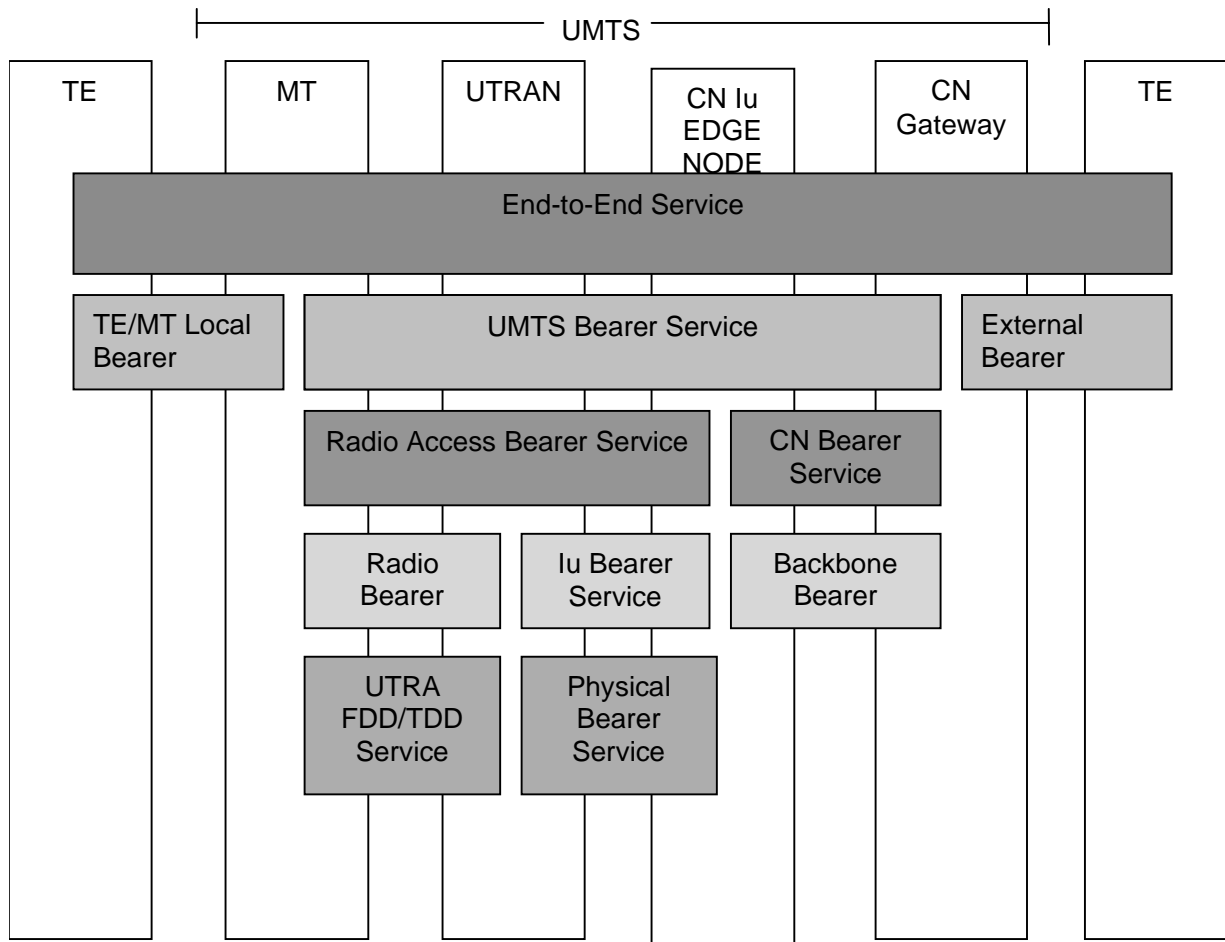 UMTS
TE
MT
UTRAN
CN Iu
EDGE
NODE
CN
Gateway
TE
End-to-End Service
TE/MT Local
Bearer
UMTS Bearer Service
External
Bearer
Radio Access Bearer Service
CN Bearer
Service
Radio
Bearer
Iu Bearer
Service
Backbone
Bearer
UTRA
FDD/TDD
Service
Physical
Bearer
Service